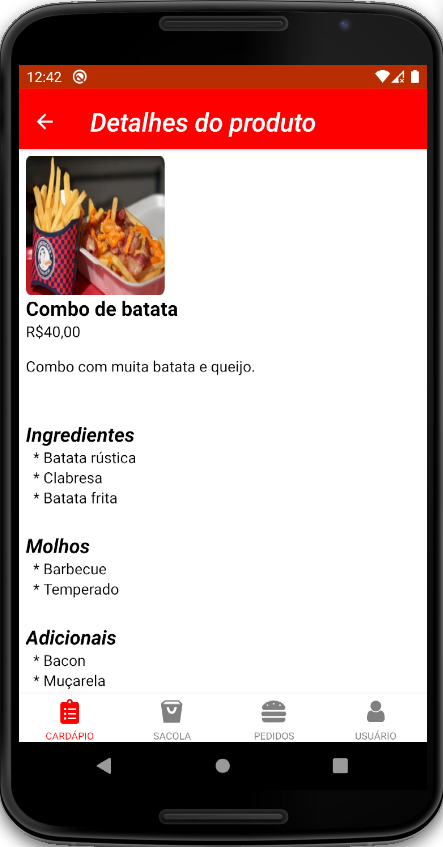 12:42
Detalhes do produto
Combo de batata
R$40,00
Combo com muita batata e queijo.
Ingredientes
* Batata rústica
* Clabresa
* Batata frita
Molhos
* Barbecue
* Temperado
Adicionais
* Bacon
* Muçarela
CARDÁPIO
SACOLA
PEDIDOS
USUÁRIO